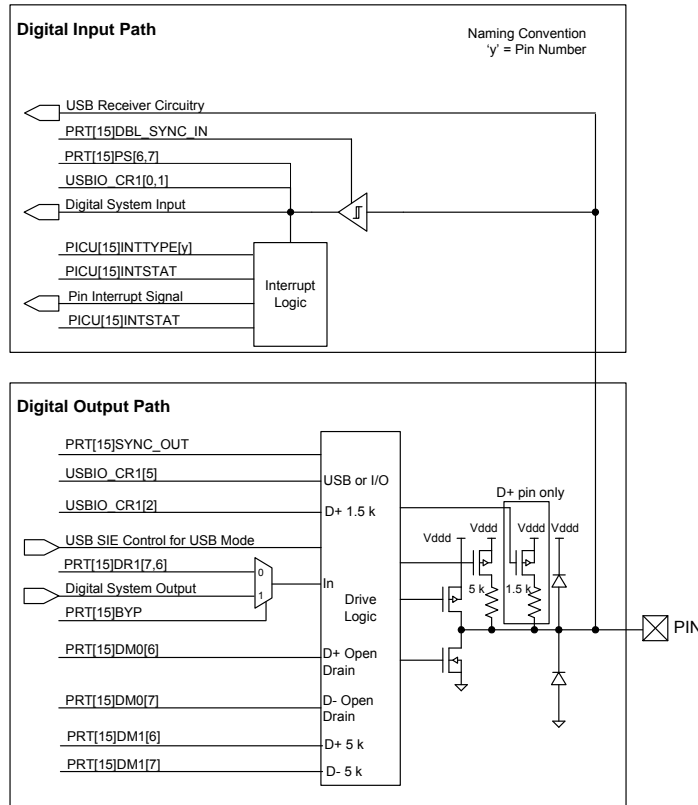 Digital Input Path
Naming Convention
'y' = Pin Number
USB Receiver Circuitry
PRT[15]DBL_SYNC_IN
PRT[15]PS[6,7]
USBIO_CR1[0,1]
Digital System Input
PICU[15]INTTYPE[y]
PICU[15]INTSTAT
Pin Interrupt Signal
PICU[15]INTSTAT
Interrupt
Logic
Digital Output Path
PRT[15]SYNC_OUT
USBIO_CR1[5]
USB or I/O
USBIO_CR1[2]
D+ 1.5 k
D+ pin only
USB SIE Control for USB Mode
Vddd
Vddd
Vddd
Vddd
PRT[15]DR1[7,6]
0
Digital System Output
1
PRT[15]BYP
In
Drive
Logic
5 k
1.5 k
PIN
PRT[15]DM0[6]
D+ Open
Drain
PRT[15]DM0[7]
D- Open
Drain
PRT[15]DM1[6]
D+ 5 k
PRT[15]DM1[7]
D- 5 k